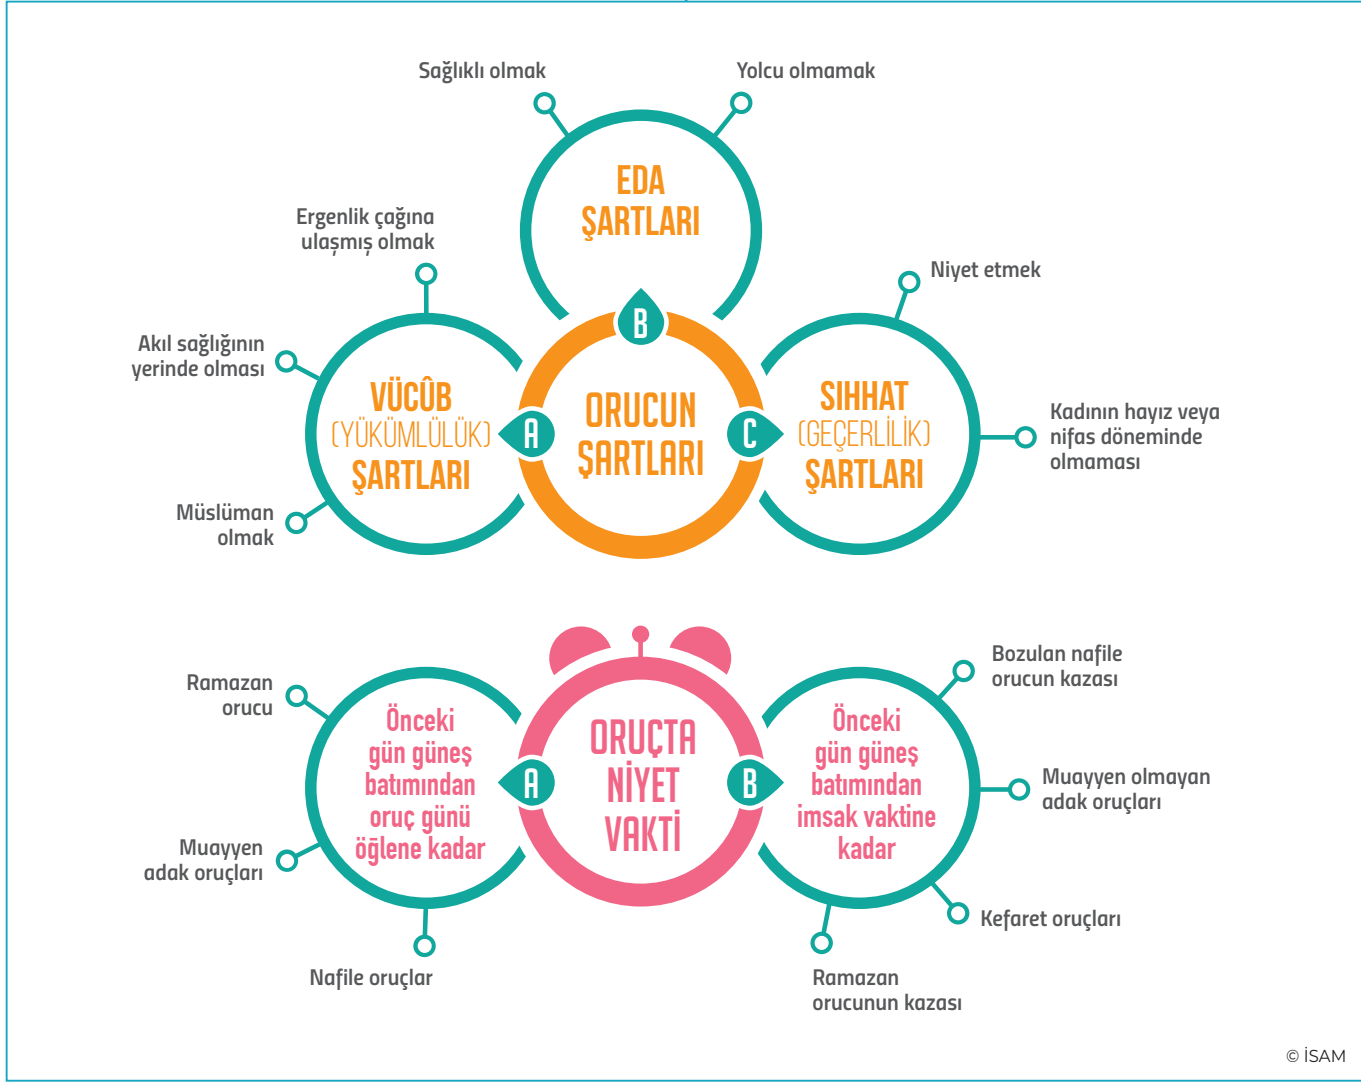 Sağlıklı olmak
Yolcu olmamak
EDA
ŞARTLARI
Ergenlik çağına
ulaşmış olmak
Niyet etmek
B
Akıl sağlığının
yerinde olması
VÜCÛB
(YÜKÜMLÜLÜK)
ŞARTLARI
A
ORUCUN
ŞARTLARI
C
SIHHAT
(GEÇERLİLİK)
ŞARTLARI
Kadının hayız veya
nifas döneminde
olmaması
Müslüman
olmak
Ramazan
orucu
Önceki
gün güneş
batımından
oruç günü
öğlene kadar
A
ORUÇTA
NİYET
VAKTİ
B
Önceki
gün güneş
batımından
imsak vaktine
kadar
Bozulan nafile
orucun kazası
Muayyen olmayan
adak oruçları
Muayyen
adak oruçları
Kefaret oruçları
Nafile oruçlar
Ramazan
orucunun kazası
© İSAM